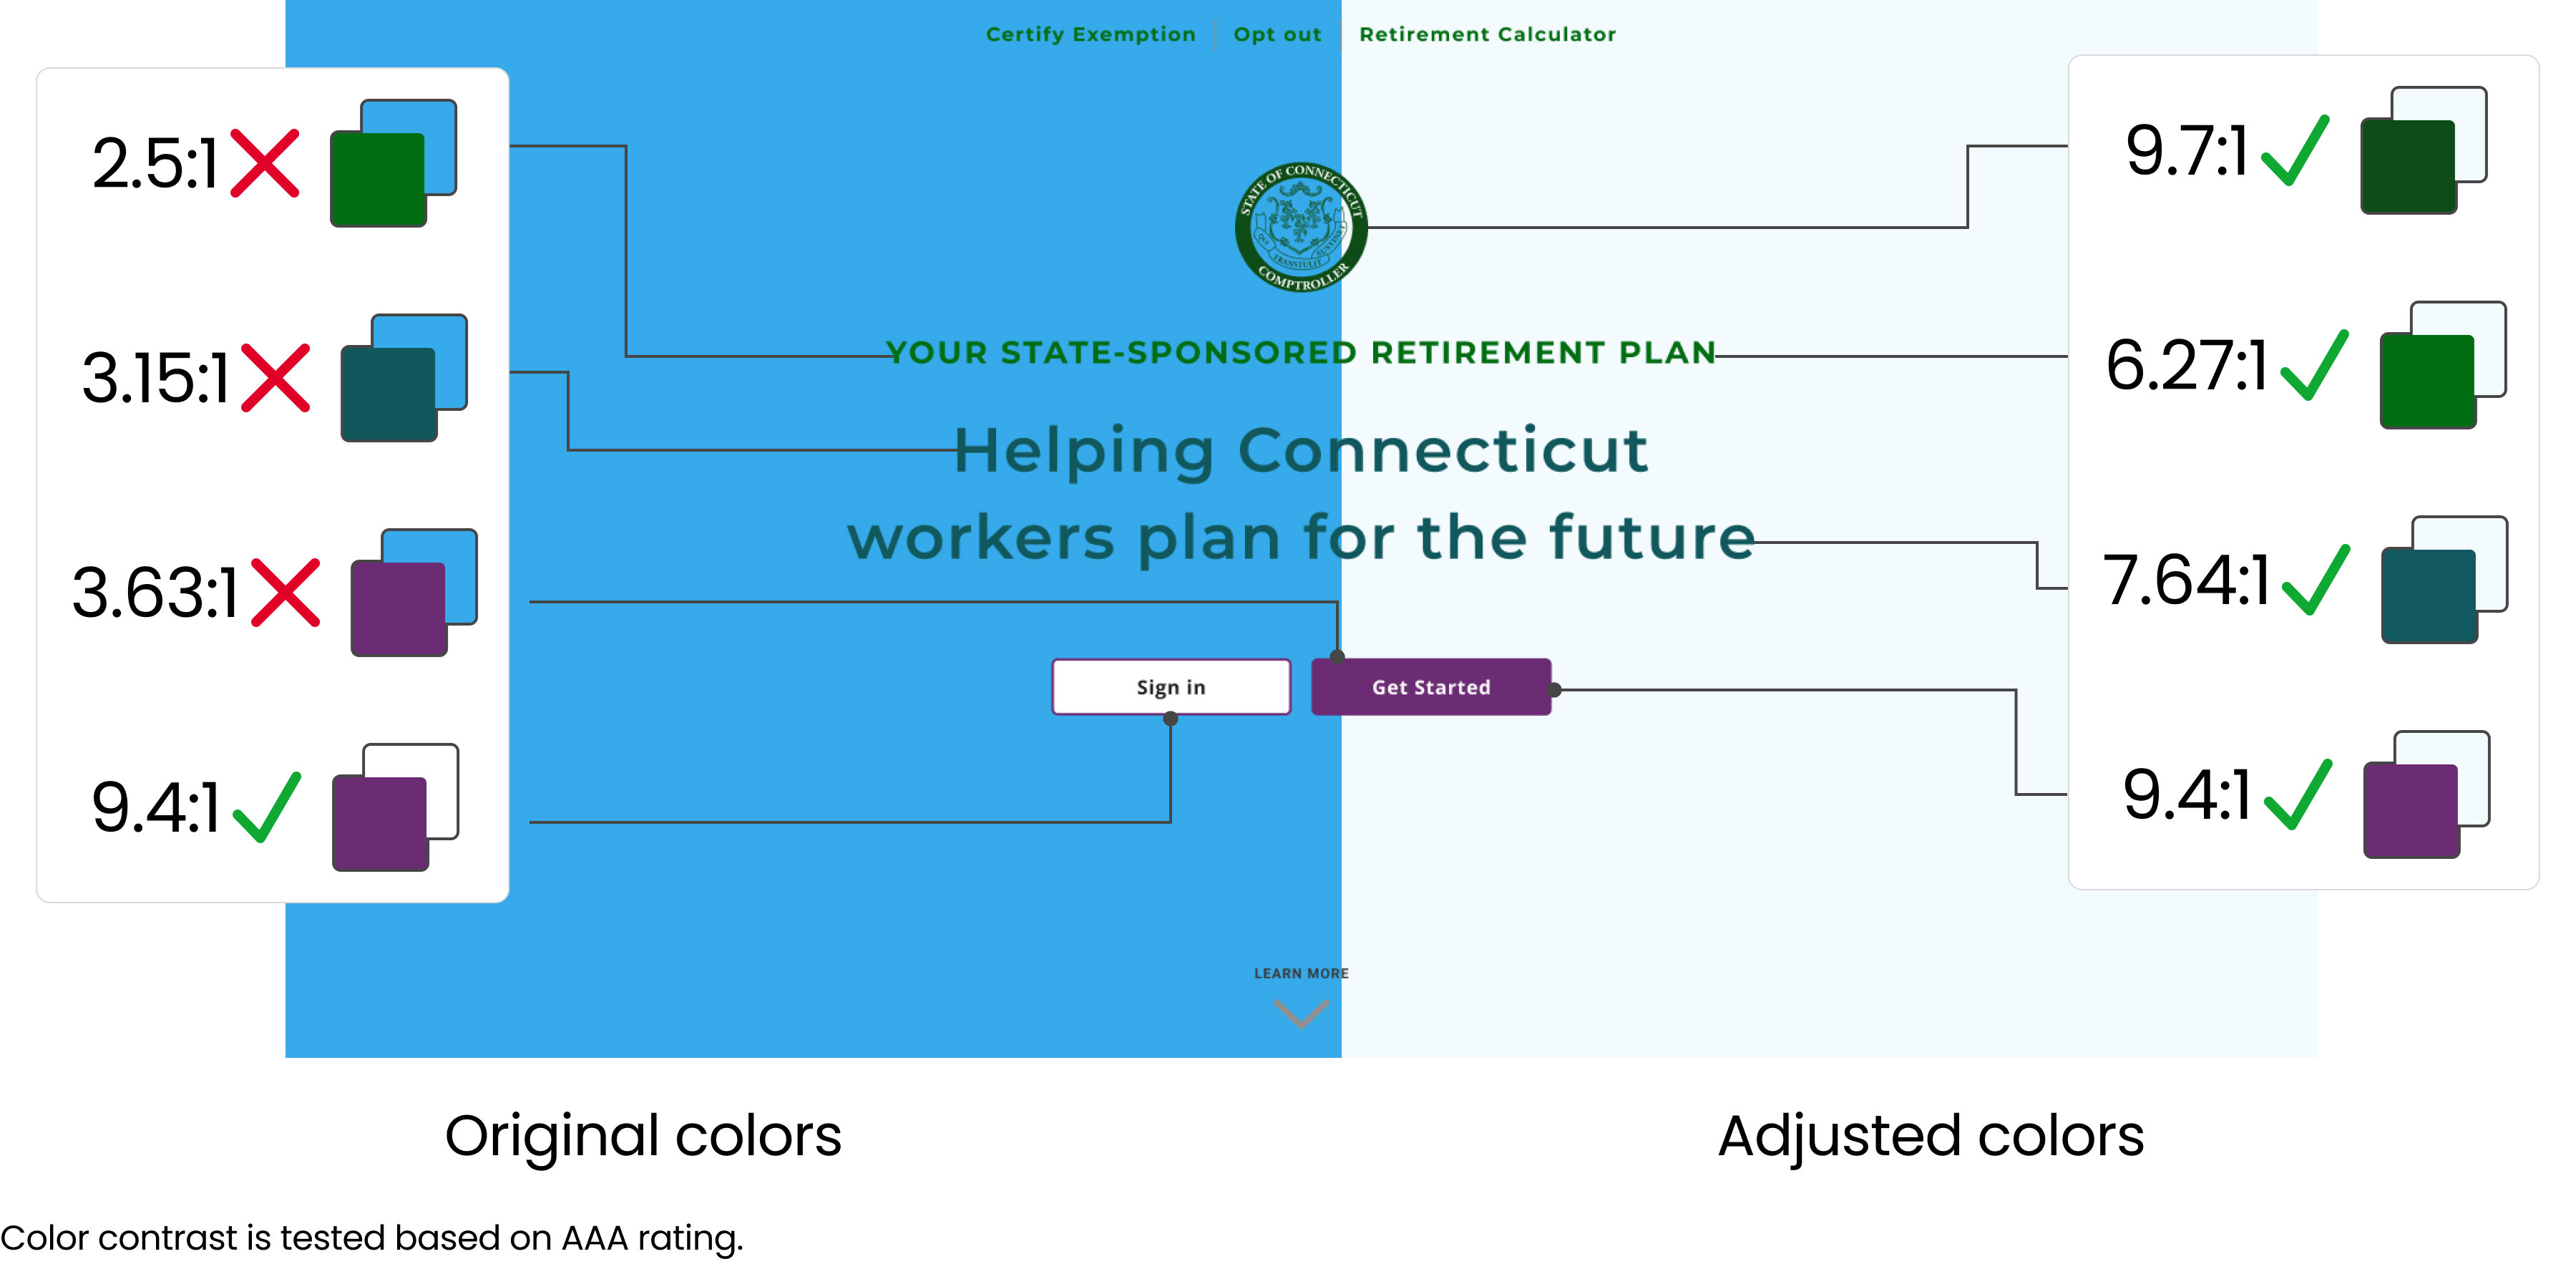 Certify Exemption
Opt out
Retirement Calculator
2.5:1
3.15:1
3.63:1
9.4:1
STATE OF CONNECTICUT
QUI TRANSTULIT SUSTINET
COMPTROLLER
YOUR STATE-SPONSORED RETIREMENT PLAN
Helping Connecticut
workers plan for the future
Sign in
Get Started
LEARN MORE
9.7:1
6.27:1
7.64:1
9.4:1
Original colors
Adjusted colors
Color contrast is tested based on AAA rating.